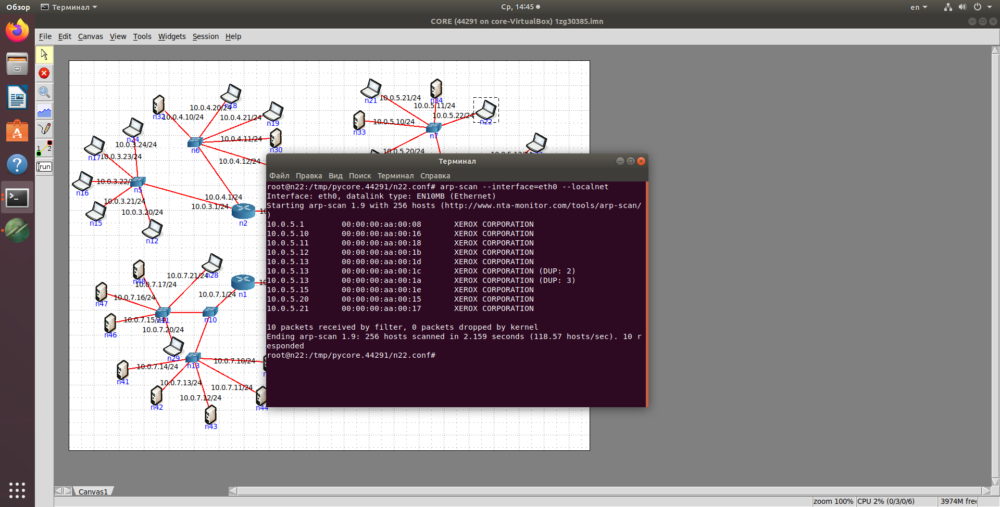 Обзор
Терминал
Ср, 14:45
en
CORE (44291 on core-VirtualBox) 1zg30385.imn
File Edit Canvas View Tools Widgets Session Help
n18
10.0.4.20/24
n32
10.0.4.10/24
10.0.4.21/24
n19
n24
10.0.3.24/24
10.0.4.11/24
n6
n30
n17
10.0.3.23/24
10.0.4.12/24
n21
10.0.5.21/24
n34
10.0.5.11/24
10.0.5.22/24
n22
n33
10.0.5.10/24
n7
10.0.5.20/24
10.0.3.22/
n5
n16
10.0.3.21/24
10.0.4.1/24
10.0.3.1/24
10.0.3.20/24
n15
n2
n12
10.0.7.21/24
n28
n48
10.0.7.17/24
10.0.7.1/24
n1
10.0.7.16/24
n47
n10
10.0.7.15/24
n11
10.0.7.20/24
n46
n29
10.0.7.10/24
n13
10.0.7.14/24
n41
10.0.7.13/24
10.0.7.11/24
10.0.7.12/24
n42
n44
n43
run
1 2
Терминал
Файл Правка Вид Поиск Терминал Справка
root@n22:/tmp/pycore.44291/n22.conf# arp-scan --interface=eth0 --localnet
Interface: eth0, datalink type: EN10MB (Ethernet)
Starting arp-scan 1.9 with 256 hosts (http://www.nta-monitor.com/tools/arp-scan/
)
10.0.5.1 00:00:00:aa:00:08 XEROX CORPORATION
10.0.5.10 00:00:00:aa:00:16 XEROX CORPORATION
10.0.5.11 00:00:00:aa:00:18 XEROX CORPORATION
10.0.5.12 00:00:00:aa:00:1b XEROX CORPORATION
10.0.5.13 00:00:00:aa:00:1d XEROX CORPORATION
10.0.5.13 00:00:00:aa:00:1c XEROX CORPORATION (DUP: 2)
10.0.5.13 00:00:00:aa:00:1a XEROX CORPORATION (DUP: 3)
10.0.5.15 00:00:00:aa:00:1e XEROX CORPORATION
10.0.5.20 00:00:00:aa:00:15 XEROX CORPORATION
10.0.5.21 00:00:00:aa:00:17 XEROX CORPORATION
10 packets received by filter, 0 packets dropped by kernel
Ending arp-scan 1.9: 256 hosts scanned in 2.159 seconds (118.57 hosts/sec). 10 r
esponded
root@n22:/tmp/pycore.44291/n22.conf#
Canvas1
zoom 100% CPU 2% (0/3/0/6) 3974M free